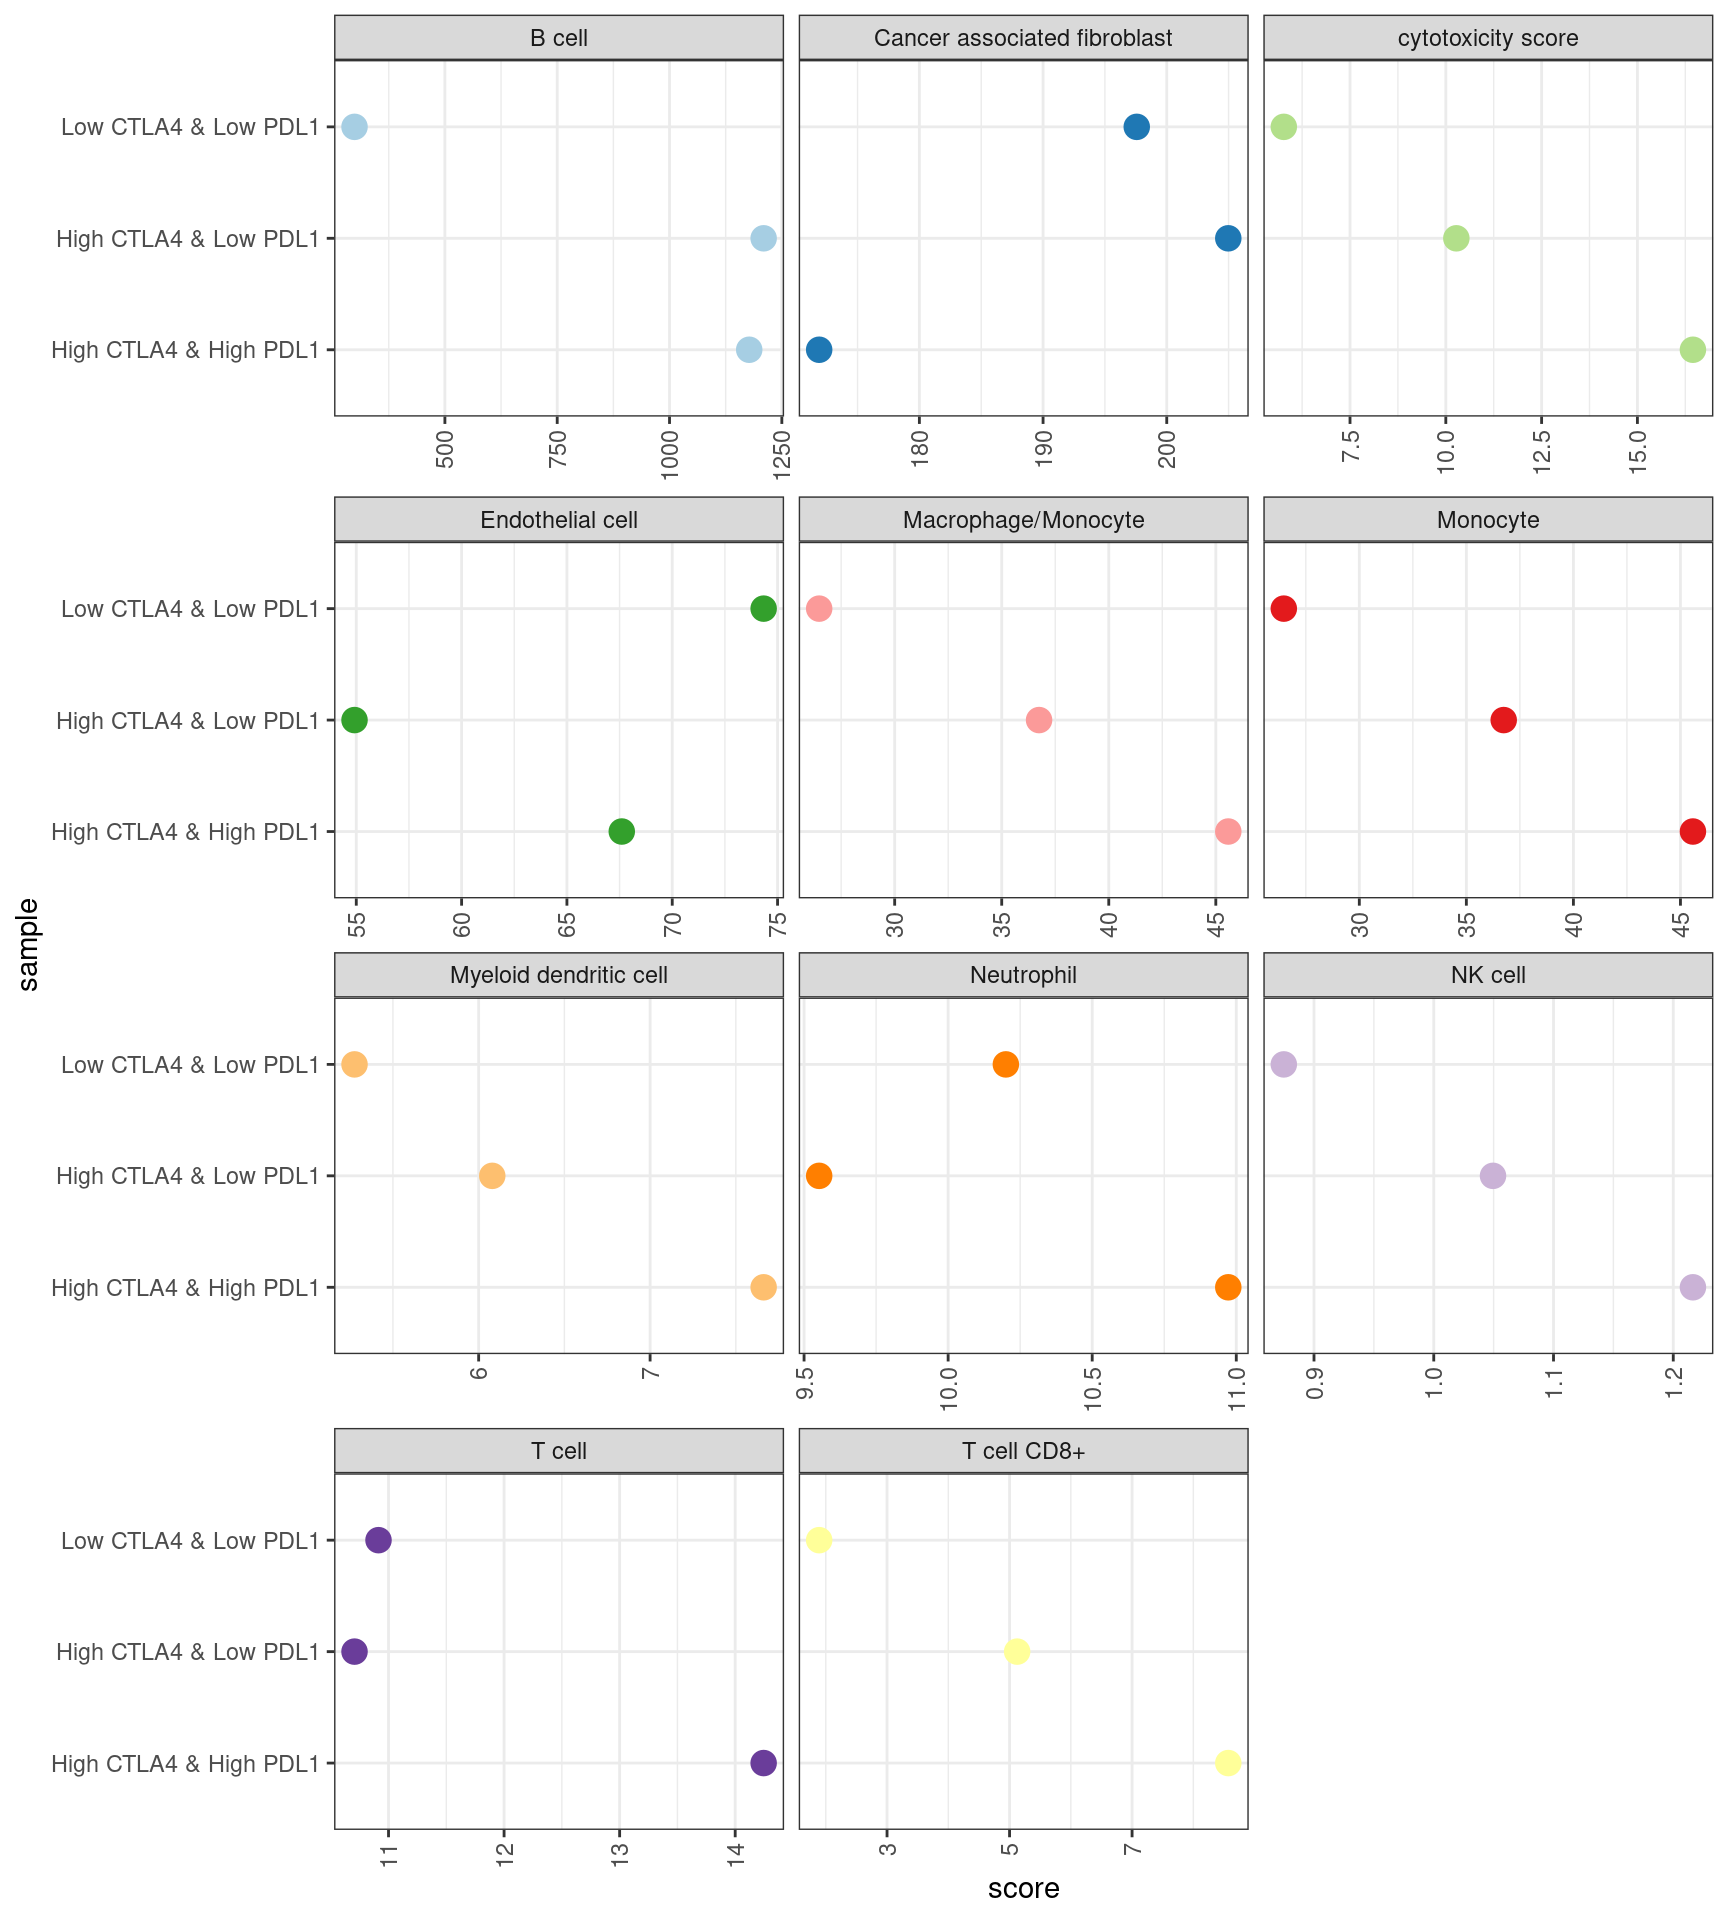 B cell
Cancer associated fibroblast
cytotoxicity score
Low CTLA4 & Low PDL1
High CTLA4 & Low PDL1
High CTLA4 & High PDL1
500 750 1000 1250
180 190 200
7.5 10.0 12.5 15.0
Endothelial cell
Macrophage/Monocyte
Monocyte
Low CTLA4 & Low PDL1
High CTLA4 & Low PDL1
High CTLA4 & High PDL1
55 60 65 70 75
30 35 40 45
30 35 40 45
sample
Myeloid dendritic cell
Neutrophil
NK cell
Low CTLA4 & Low PDL1
High CTLA4 & Low PDL1
High CTLA4 & High PDL1
6 7
9.5 10.0 10.5 11.0
0.9 1.0 1.1 1.2
T cell
T cell CD8+
Low CTLA4 & Low PDL1
High CTLA4 & Low PDL1
High CTLA4 & High PDL1
11 12 13 14
3 5 7
score